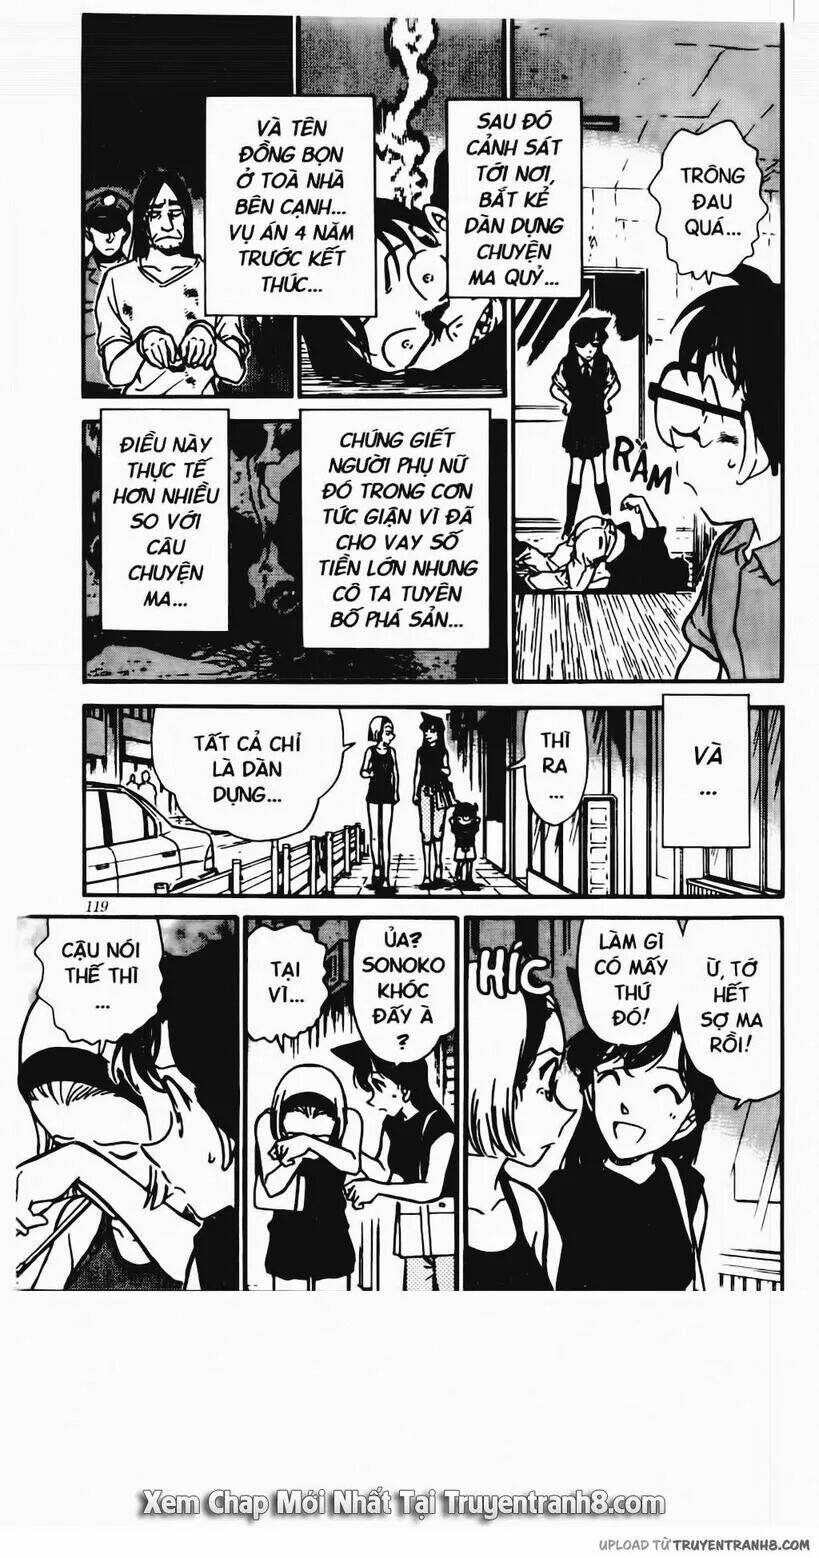 TRÔNG
ĐAU
QUÁ...
RẦM
SAU ĐÓ
CẢNH SÁT
TỚI NƠI,
BẮT KẺ
DÀN DỰNG
CHUYỆN
MA QUỶ...
VÀ TÊN
ĐỒNG BỌN
Ở TOÀ NHÀ
BÊN CẠNH...
VỤ ÁN 4 NĂM
TRƯỚC KẾT
THÚC...
CHỨNG GIẾT
NGƯỜI PHỤ NỮ
ĐÓ TRONG CƠN
TỨC GIẬN VÌ ĐÃ
CHO VAY SỐ
TIỀN LỚN NHƯNG
CÔ TA TUYÊN
BỐ PHÁ SẢN...
ĐIỀU NÀY
THỰC TẾ
HƠN NHIỀU
SO VỚI
CÂU
CHUYỆN
MA...
VÀ
...
THÌ
RA ...
TẤT CẢ CHỈ
LÀ DÀN
DỰNG...
119
Ừ, TỚ
HẾT
SỢ MA
RỒI!
LÀM GÌ
CÓ MẤY
THỨ
ĐÓ!
HÍC
ỦA?
SONOKO
KHÓC
ĐẤY À
?
TẠI
VÌ...
CẬU NÓI
THẾ THÌ
...
Xem Chap Mới Nhất Tại Truyentranh8.com
UPLOAD TỪ TRUYENTRANH8.COM